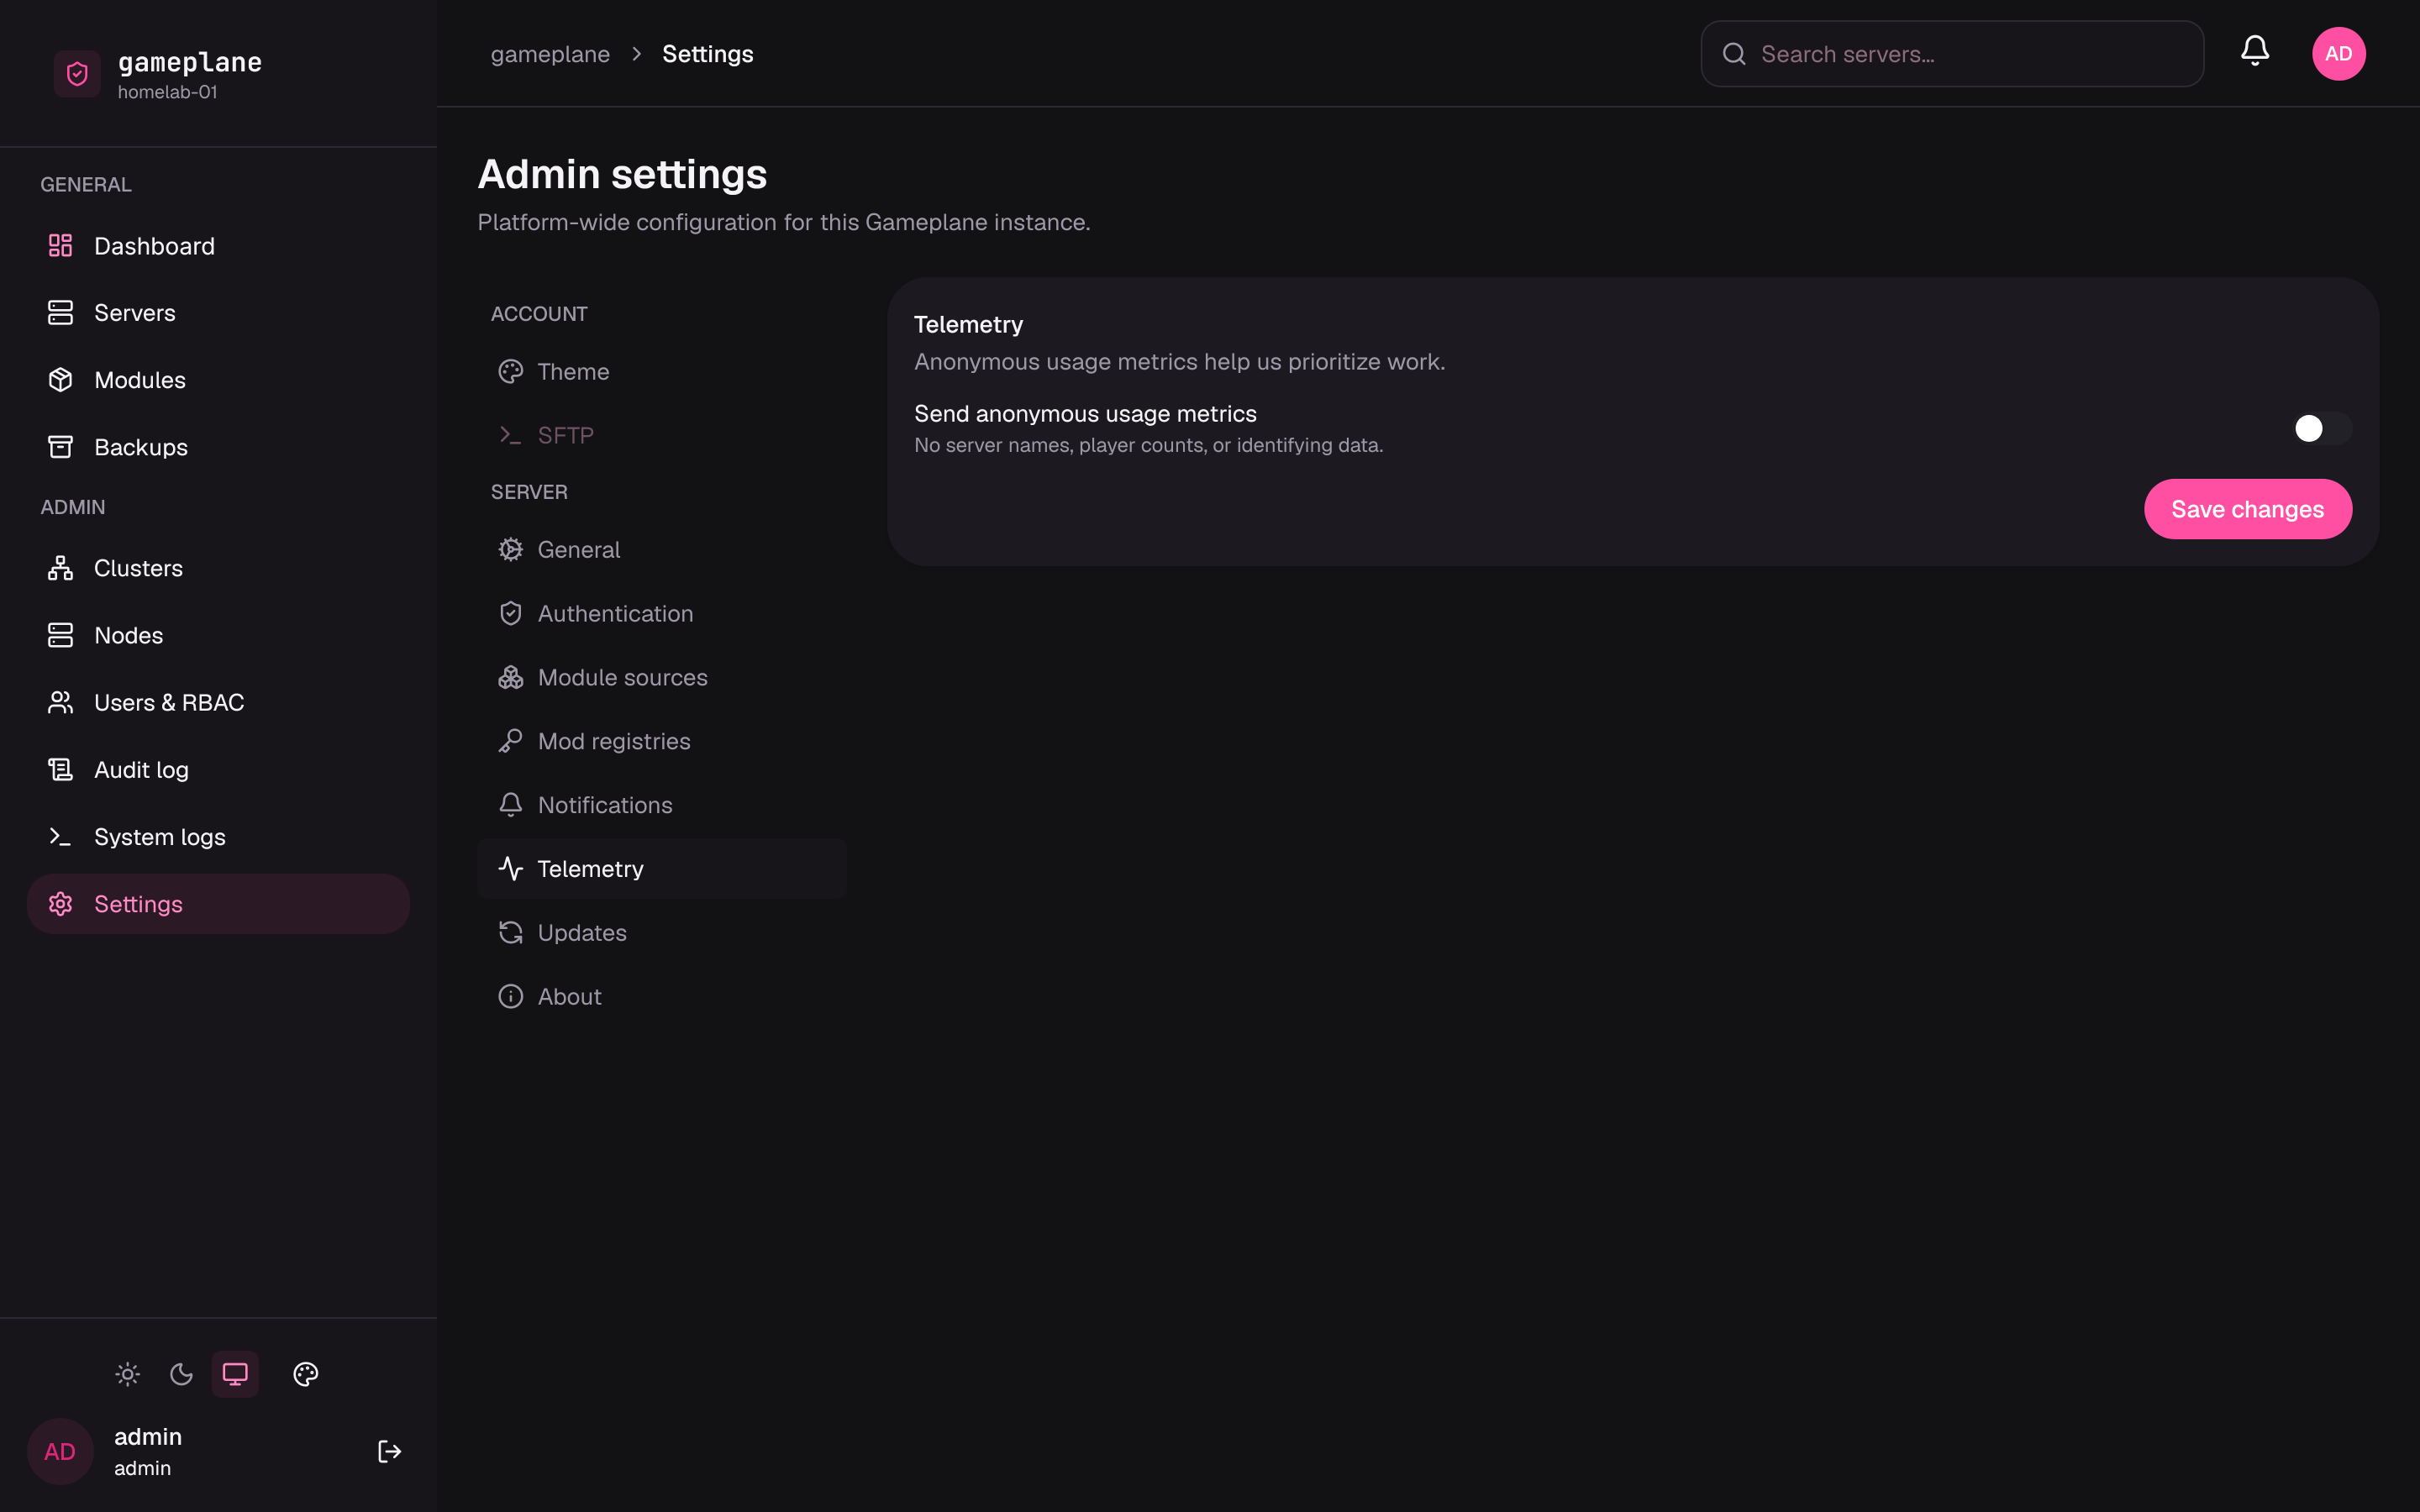 gameplane
homelab-01
GENERAL
Dashboard
Servers
Modules
Backups
ADMIN
Clusters
Nodes
Users & RBAC
Audit log
System logs
Settings
AD
admin
admin
gameplane
Settings
Search servers...
AD
Admin settings
Platform-wide configuration for this Gameplane instance.
ACCOUNT
Theme
SFTP
SERVER
General
Authentication
Module sources
Mod registries
Notifications
Telemetry
Updates
About
Telemetry
Anonymous usage metrics help us prioritize work.
Send anonymous usage metrics
No server names, player counts, or identifying data.
Save changes